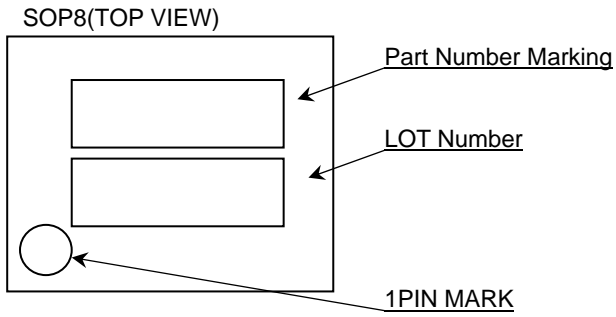 SOP8(TOP VIEW)
Part Number Marking
LOT Number
1PIN MARK